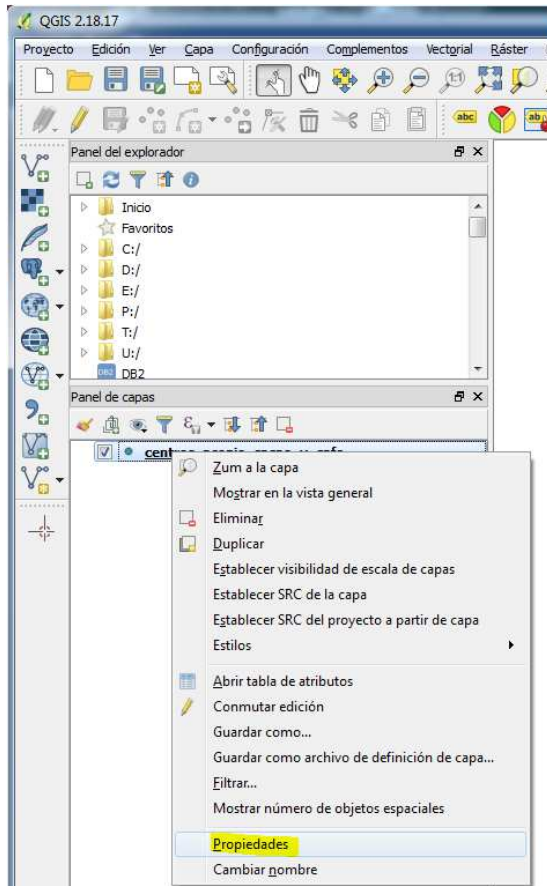 QGIS 2.18.17
Proyecto Edición Ver Capa Configuración Complementos Vectorial Ráster
1:1
abc ab
Panel del explorador
Inicio
Favoritos
C:/
D:/
E:/
P:/
T:/
U:/
DB2 DB2
Panel de capas
Zum a la capa
Mostrar en la vista general
Eliminar
Duplicar
Establecer visibilidad de escala de capas
Establecer SRC de la capa
Establecer SRC del proyecto a partir de capa
Estilos
Abrir tabla de atributos
Conmutar edición
Guardar como...
Guardar como archivo de definición de capa...
Filtrar...
Mostrar número de objetos espaciales
Propiedades
Cambiar nombre